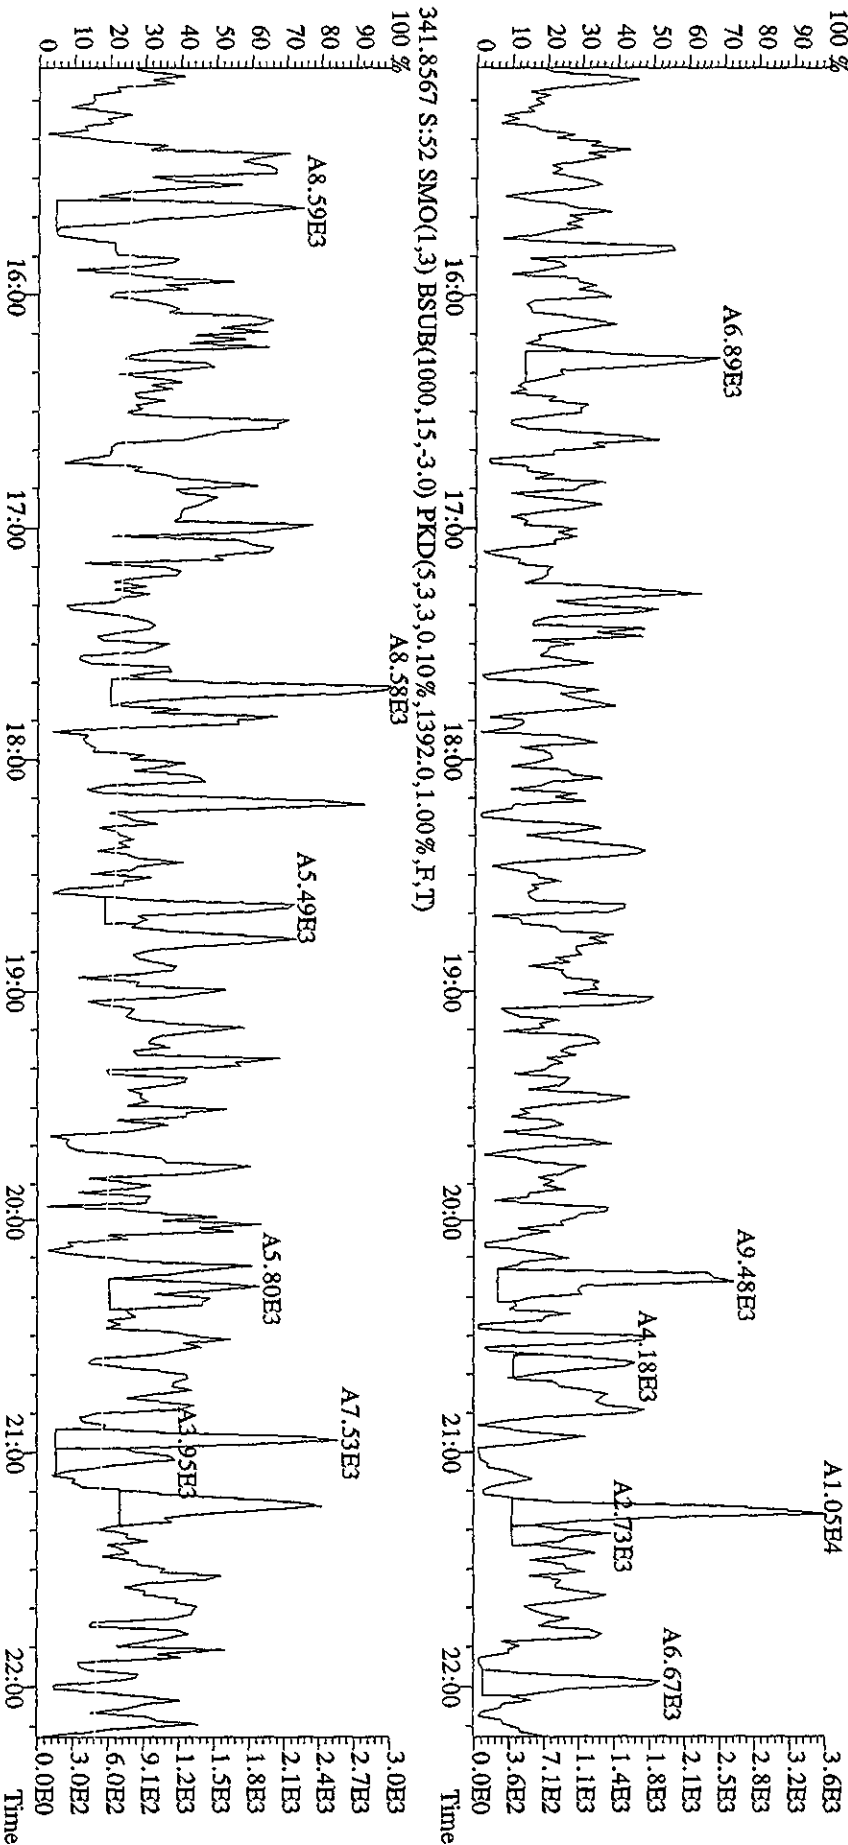 100 %
A1.05E4
3.6E3
90
3.2E3
80
2.8E3
70
A6.89E3
A9.48E3
2.5E3
60
2.1E3
50
A6.67E3
1.8E3
40
A4.18E3
A2.73E3
1.4E3
30
1.1E3
20
7.1E2
10
3.6E2
0
0.0E0
16:00 17:00 18:00 19:00 20:00 21:00 22:00
341.8567 S:52 SMO(1,3) BSUB(1000,15,-3.0) PKD(5,3,3,0.10%,1392.0,1.00%,F,T)
100 %
A8.58E3
3.0E3
90
2.7E3
80
A7.53E3
2.4E3
70
A8.59E3
A5.49E3
2.1E3
60
A5.80E3
1.8E3
50
1.5E3
40
A3.95E3
1.2E3
30
9.1E2
20
6.0E2
10
3.0E2
0
0.0E0
16:00 17:00 18:00 19:00 20:00 21:00 22:00 Time